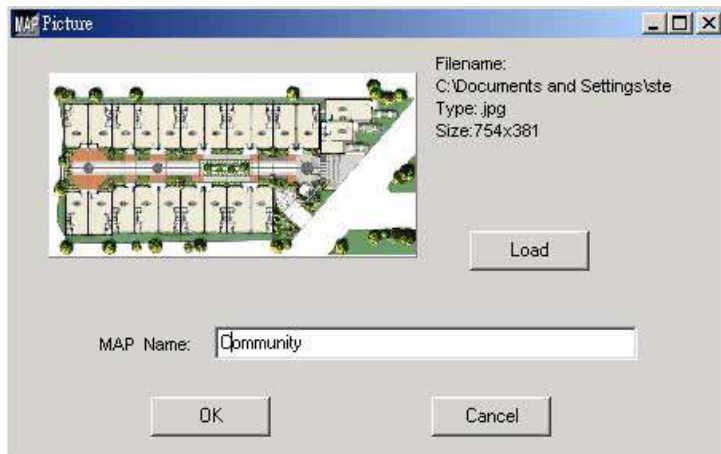 MAP Picture
Filename:
C:\Documents and Settings\ste
Type:.jpg
Size:754x381
Load
MAP Name: Community
OK Cancel